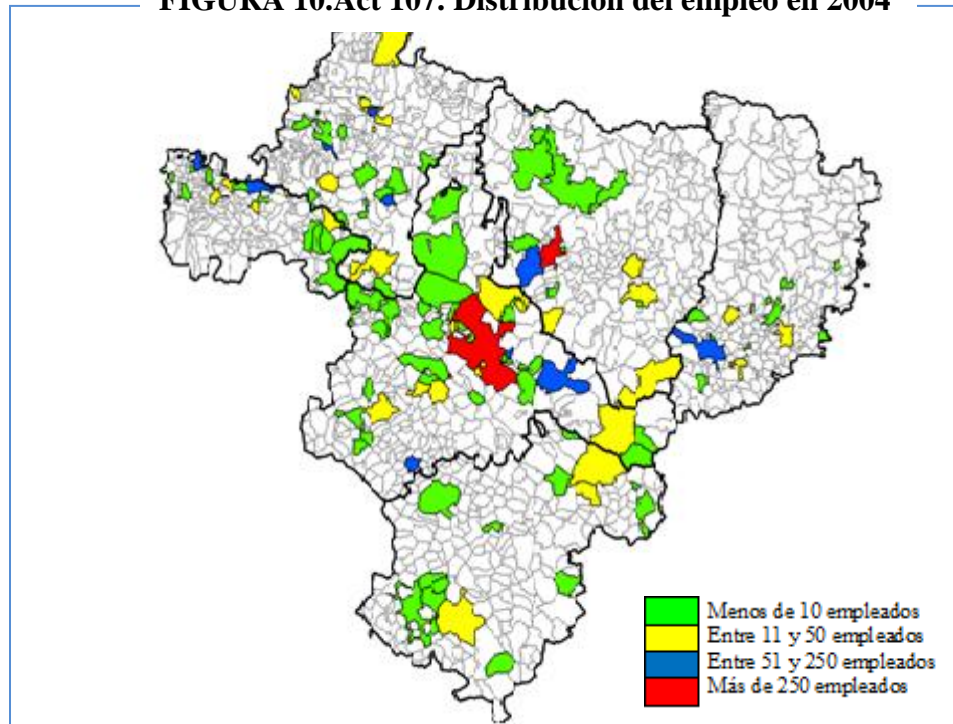 FIGURA 10.Act 107. Distribución del empleo en 2004
Menos de 10 empleados
Entre 11 y 50 empleados
Entre 51 y 250 empleados
Más de 250 empleados